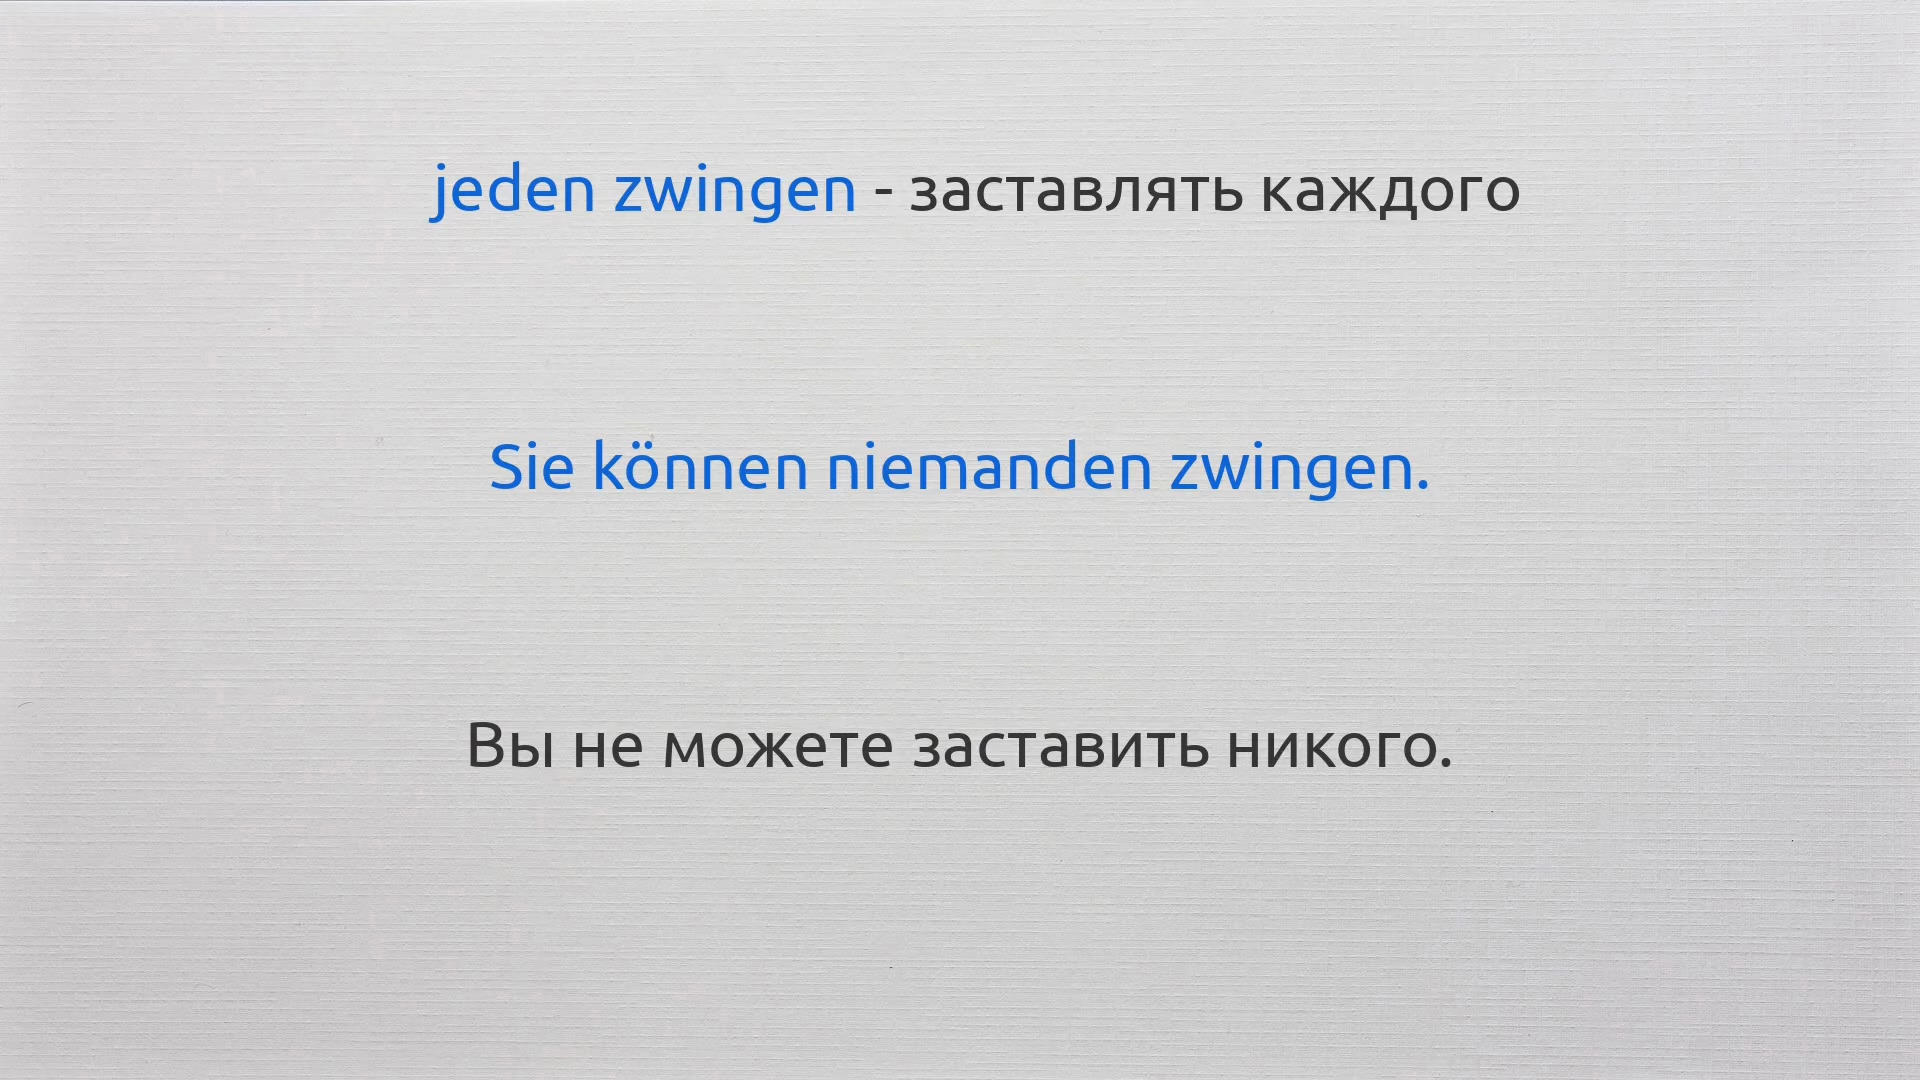 jeden zwingen - заставлять каждого
Sie können niemanden zwingen.
Вы не можете заставить никого.